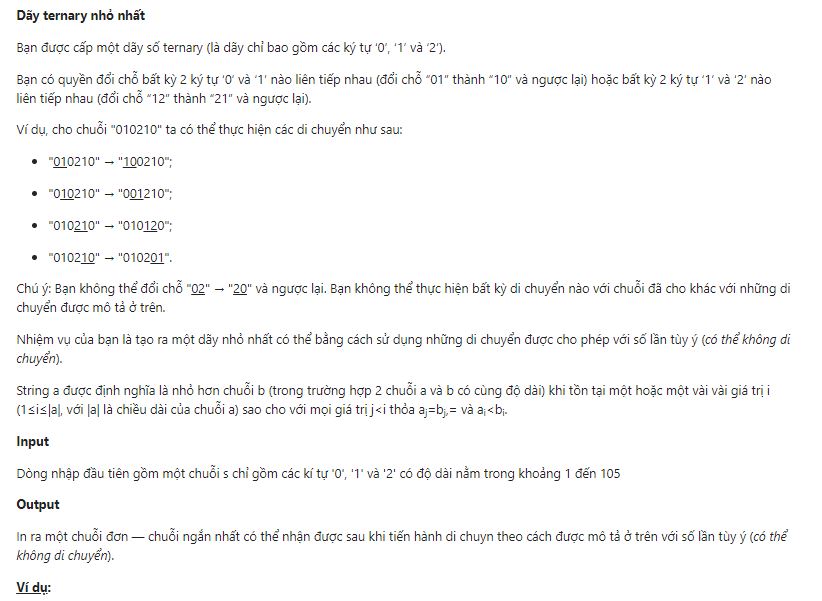 Dãy ternary nhỏ nhất
Bạn được cấp một dãy số ternary (là dãy chỉ bao gồm các ký tự '0', '1' và '2').
Bạn có quyền đổi chỗ bất kỳ 2 ký tự '0' và '1' nào liên tiếp nhau (đổi chỗ "01" thành "10" và ngược lại) hoặc bất kỳ 2 ký tự '1' và '2' nào
liên tiếp nhau (đổi chỗ "12" thành "21" và ngược lại).
Ví dụ, cho chuỗi "010210" ta có thể thực hiện các di chuyển như sau:
• "010210" → "100210";
• "010210" → "001210";
• "010210" → "010120";
• "010210" → "010201".
Chú ý: Bạn không thể đổi chỗ "02" → "20" và ngược lại. Bạn không thể thực hiện bất kỳ di chuyển nào với chuỗi đã cho khác với những di
chuyển được mô tả ở trên.
Nhiệm vụ của bạn là tạo ra một dãy nhỏ nhất có thể bằng cách sử dụng những di chuyển được cho phép với số lần tùy ý (có thể không di
chuyển).
String a được định nghĩa là nhỏ hơn chuỗi b (trong trường hợp 2 chuỗi a và b có cùng độ dài) khi tồn tại một hoặc một vài vài giá trị i
(1≤i≤|a|, với |a| là chiều dài của chuỗi a) sao cho với mọi giá trị j<i thỏa aj=bj,= và ai<bi.
Input
Dòng nhập đầu tiên gồm một chuỗi s chỉ gồm các kí tự '0', '1' và '2' có độ dài nằm trong khoảng 1 đến 105
Output
In ra một chuỗi đơn — chuỗi ngắn nhất có thể nhận được sau khi tiến hành di chuyn theo cách được mô tả ở trên với số lần tùy ý (có thể
không di chuyển).
Ví dụ: